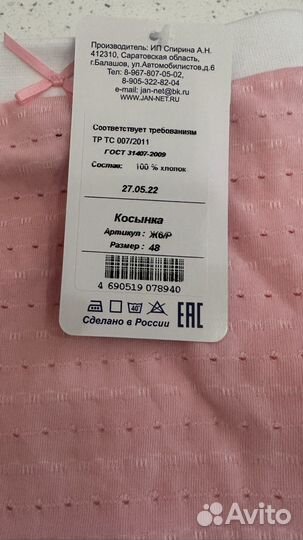 Производитель: ИП Спирина А.Н.
412310, Саратовская область,
г.Балашов, ул.Автомобилистов,д.6
Тел: 8-967-807-05-02,
8-905-322-82-04
e-mail: jan-net@bk.ru
WWW.JAN-NET.RU
Соответствует требованиям
ТР ТС 007/2011
ГОСТ 31407-2009
Состав: 100 % хлопок
27.05.22
Косынка
Артикул : Ж6/Р
Размер : 48
4 690519 078940
40
Сделано в России
EAC
Avito